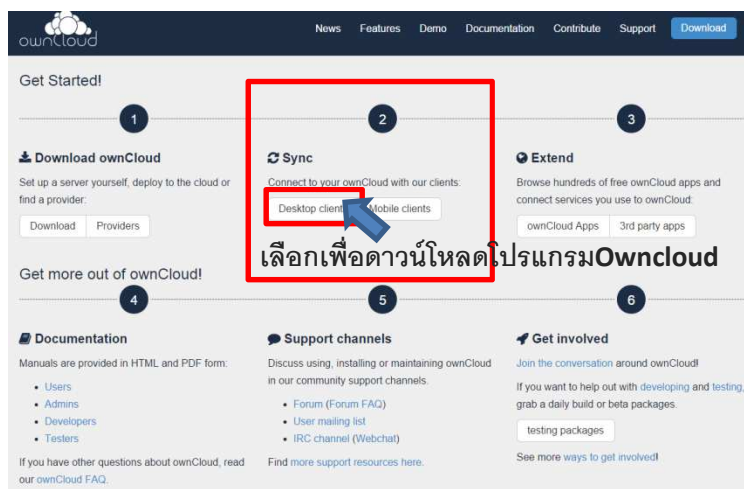 ownCloud
News Features Demo Documentation Contribute Support Download
Get Started!
1 2 3
Download ownCloud
Set up a server yourself, deploy to the cloud or
find a provider:
Download Providers
Sync
Connect to your ownCloud with our clients:
Desktop clients Mobile clients
เลือกเพื่อดาวน์โหลดโปรแกรมOwncloud
Extend
Browse hundreds of free ownCloud apps and
connect services you use to ownCloud:
ownCloud Apps 3rd party apps
Get more out of ownCloud!
4 5 6
Documentation
Manuals are provided in HTML and PDF form:
Users
Admins
Developers
Testers
If you have other questions about ownCloud, read
our ownCloud FAQ.
Support channels
Discuss using, installing or maintaining ownCloud
in our community support channels.
Forum (Forum FAQ)
User mailing list
IRC channel (Webchat)
Find more support resources here.
Get involved
Join the conversation around ownCloud!
If you want to help out with developing and testing,
grab a daily build or beta packages.
testing packages
See more ways to get involved!